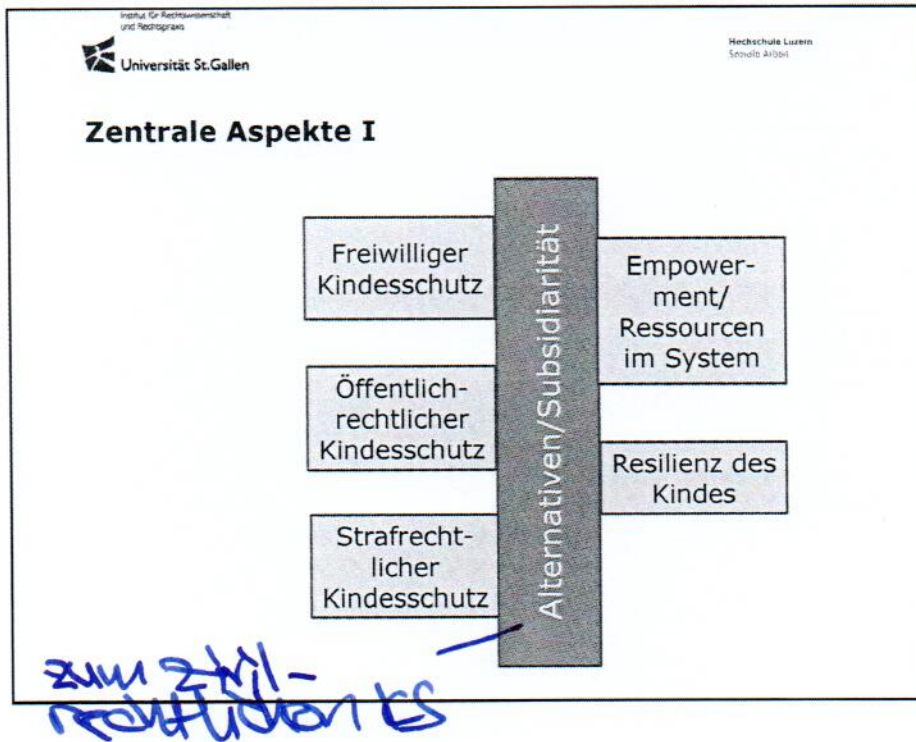 Institut für Rechtswissenschaft
und Rechtspraxis
Universität St.Gallen
Hochschule Luzern
Soziale Arbeit
Zentrale Aspekte I
Freiwilliger
Kindesschutz
Öffentlich-
rechtlicher
Kindesschutz
Strafrecht-
licher
Kindesschutz
Alternativen/Subsidiarität
Empower-
ment/
Ressourcen
im System
Resilienz des
Kindes
zum zivil-
rechtlichen KS